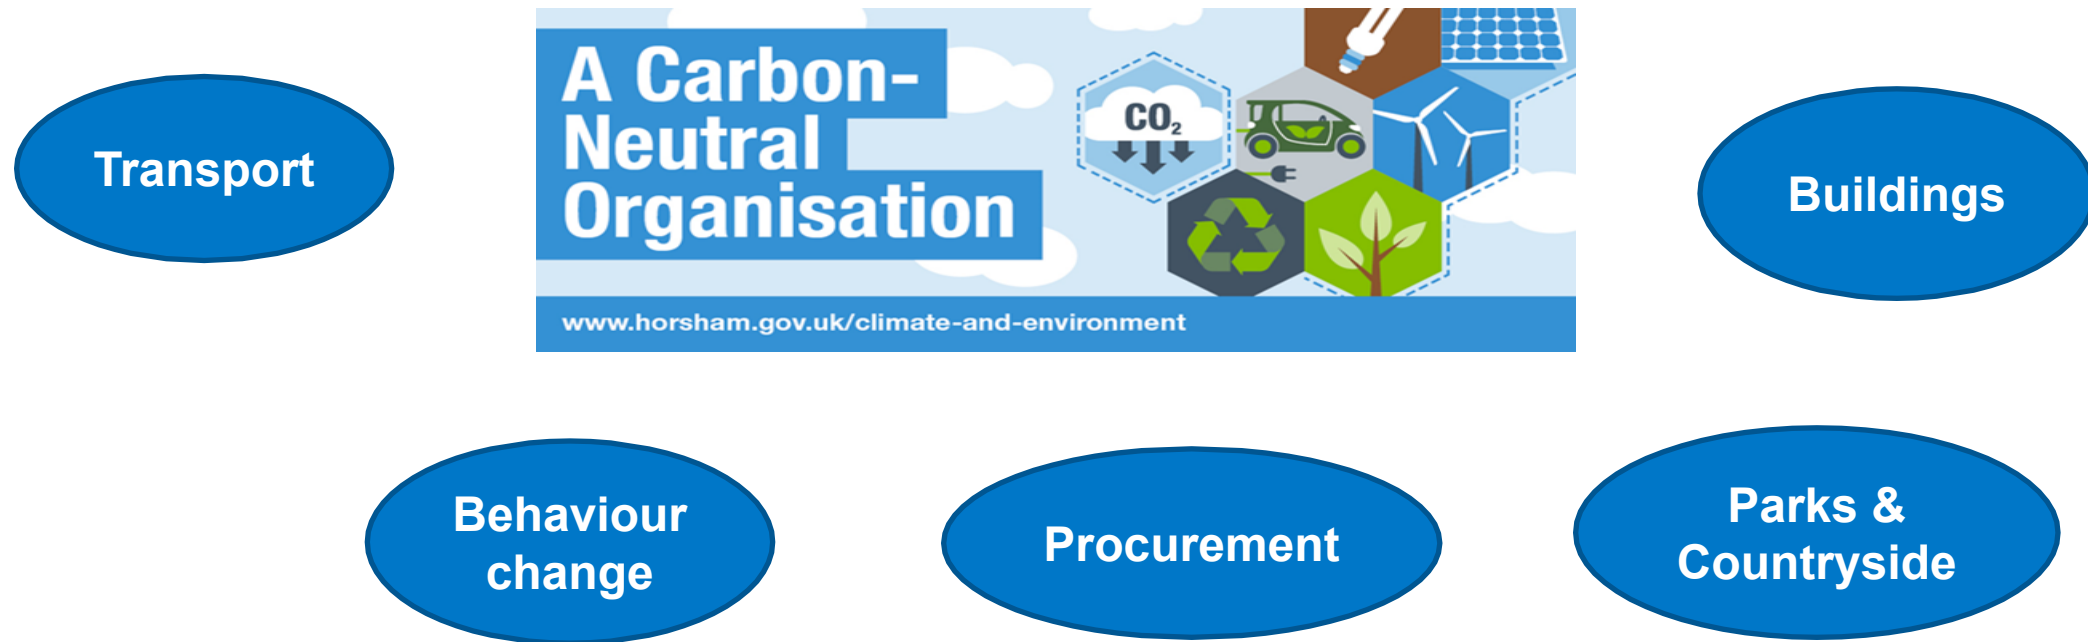 A Carbon-
Neutral
Organisation
CO₂
www.horsham.gov.uk/climate-and-environment
Transport
Buildings
Behaviour
change
Procurement
Parks &
Countryside